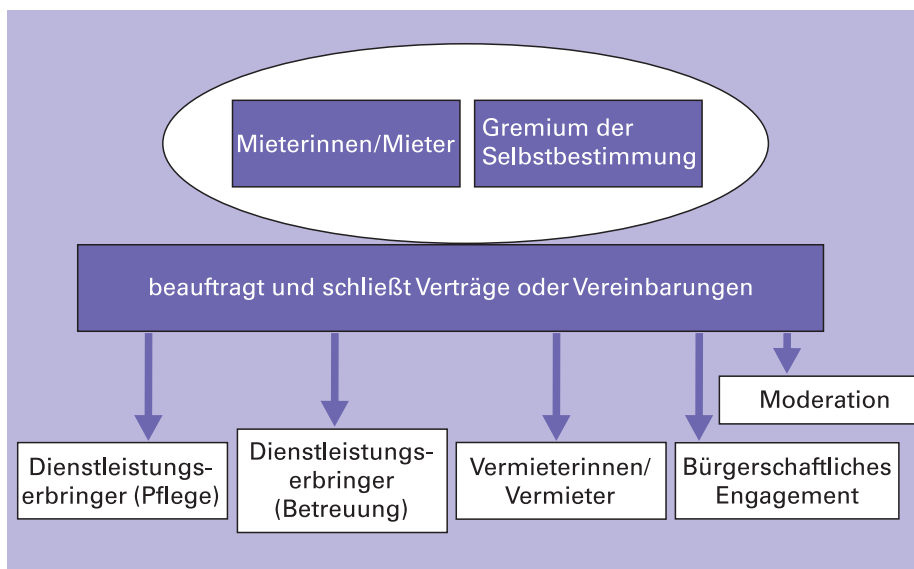 Mieterinnen/Mieter
Gremium der
Selbstbestimmung
beauftragt und schließt Verträge oder Vereinbarungen
Dienstleistungs-
erbringer (Pflege)
Dienstleistungs-
erbringer
(Betreuung)
Vermieterinnen/
Vermieter
Moderation
Bürgerschaftliches
Engagement